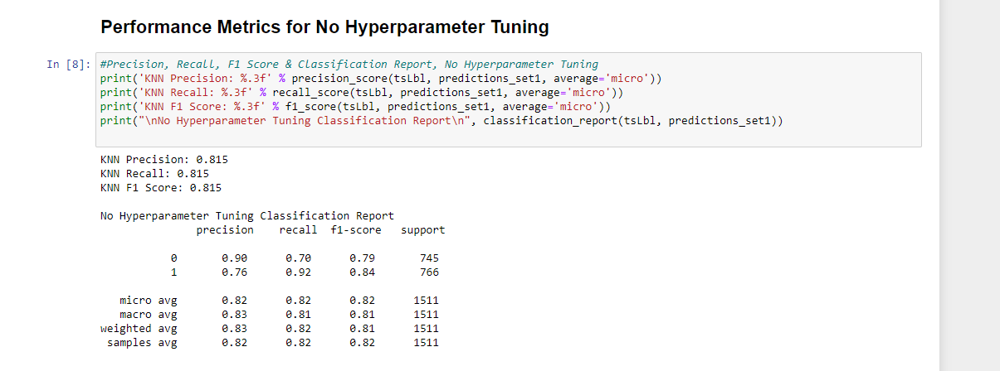 Performance Metrics for No Hyperparameter Tuning
In [8]: #Precision, Recall, F1 Score & Classification Report, No Hyperparameter Tuning
print('KNN Precision: %.3f' % precision_score(tsLbl, predictions_set1, average='micro'))
print('KNN Recall: %.3f' % recall_score(tsLbl, predictions_set1, average='micro'))
print('KNN F1 Score: %.3f' % f1_score(tsLbl, predictions_set1, average='micro'))
print("\nNo Hyperparameter Tuning Classification Report\n", classification_report(tsLbl, predictions_set1))
KNN Precision: 0.815
KNN Recall: 0.815
KNN F1 Score: 0.815
No Hyperparameter Tuning Classification Report
precision recall f1-score support
0 0.90 0.70 0.79 745
1 0.76 0.92 0.84 766
micro avg 0.82 0.82 0.82 1511
macro avg 0.83 0.81 0.81 1511
weighted avg 0.83 0.82 0.81 1511
samples avg 0.82 0.82 0.82 1511